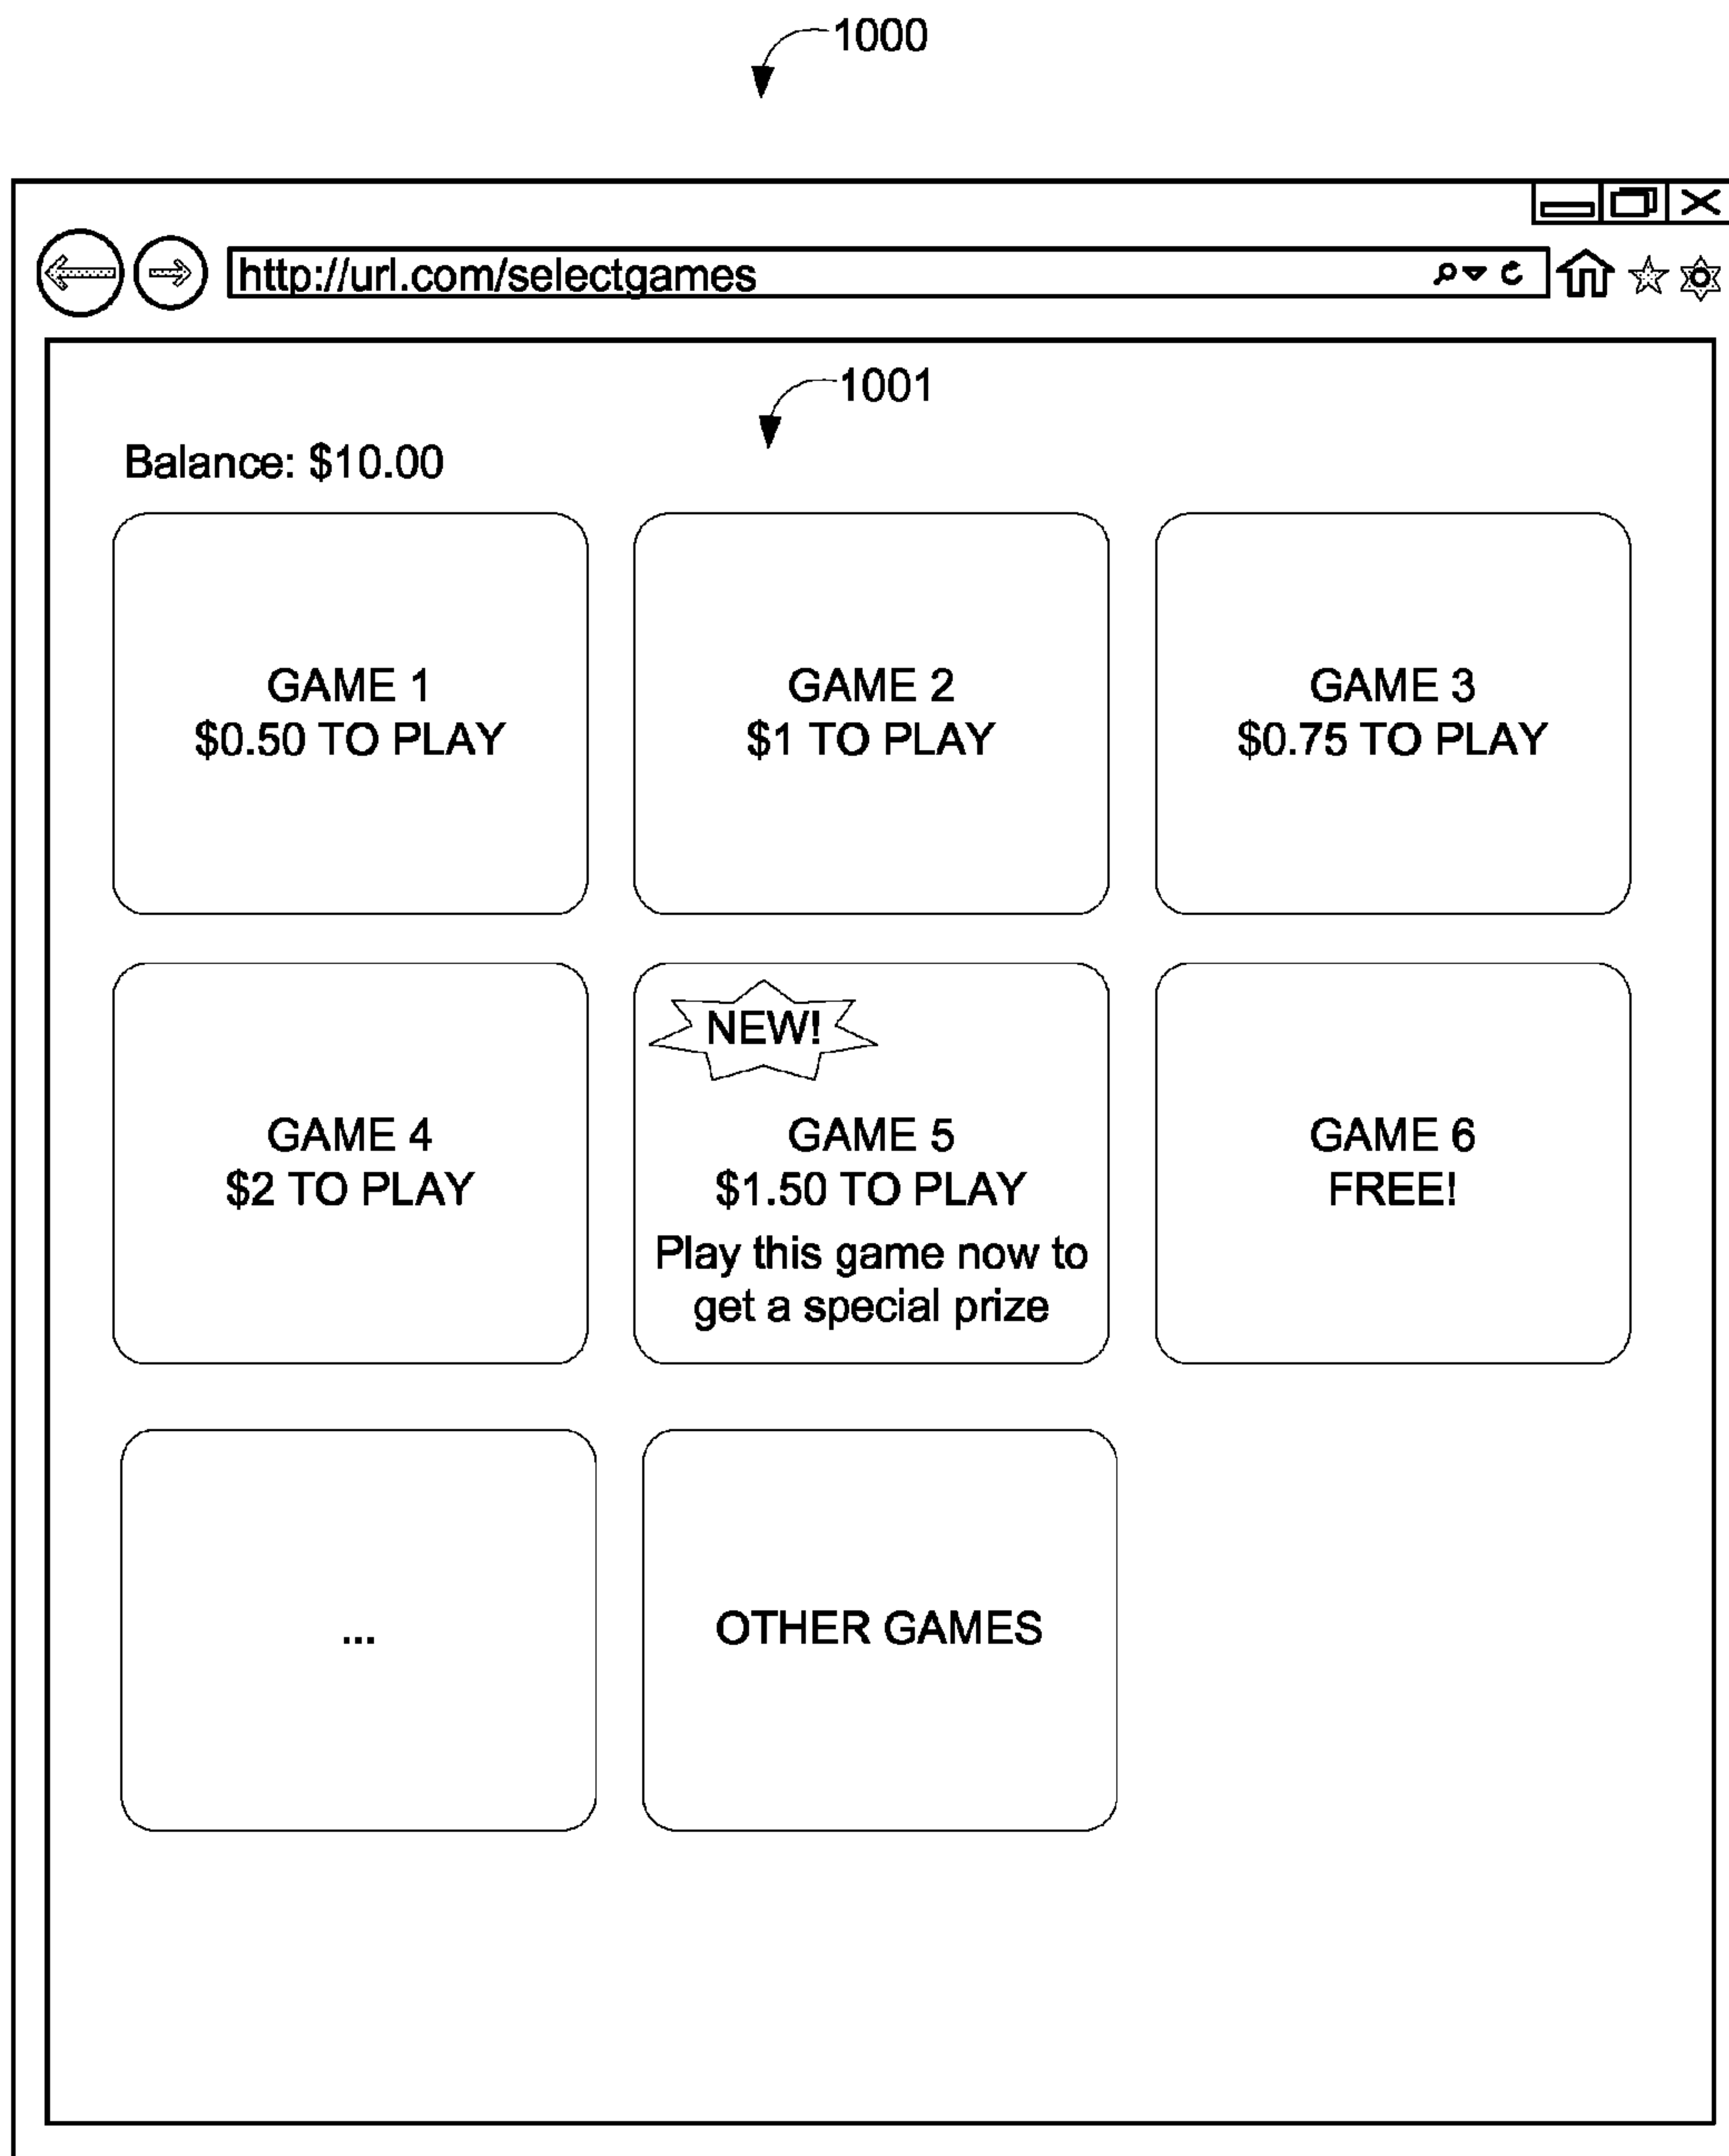 1000
http://url.com/selectgames
1001
Balance: $10.00
GAME 1
$0.50 TO PLAY
GAME 2
$1 TO PLAY
GAME 3
$0.75 TO PLAY
GAME 4
$2 TO PLAY
NEW!
GAME 5
$1.50 TO PLAY
Play this game now to
get a special prize
GAME 6
FREE!
...
OTHER GAMES